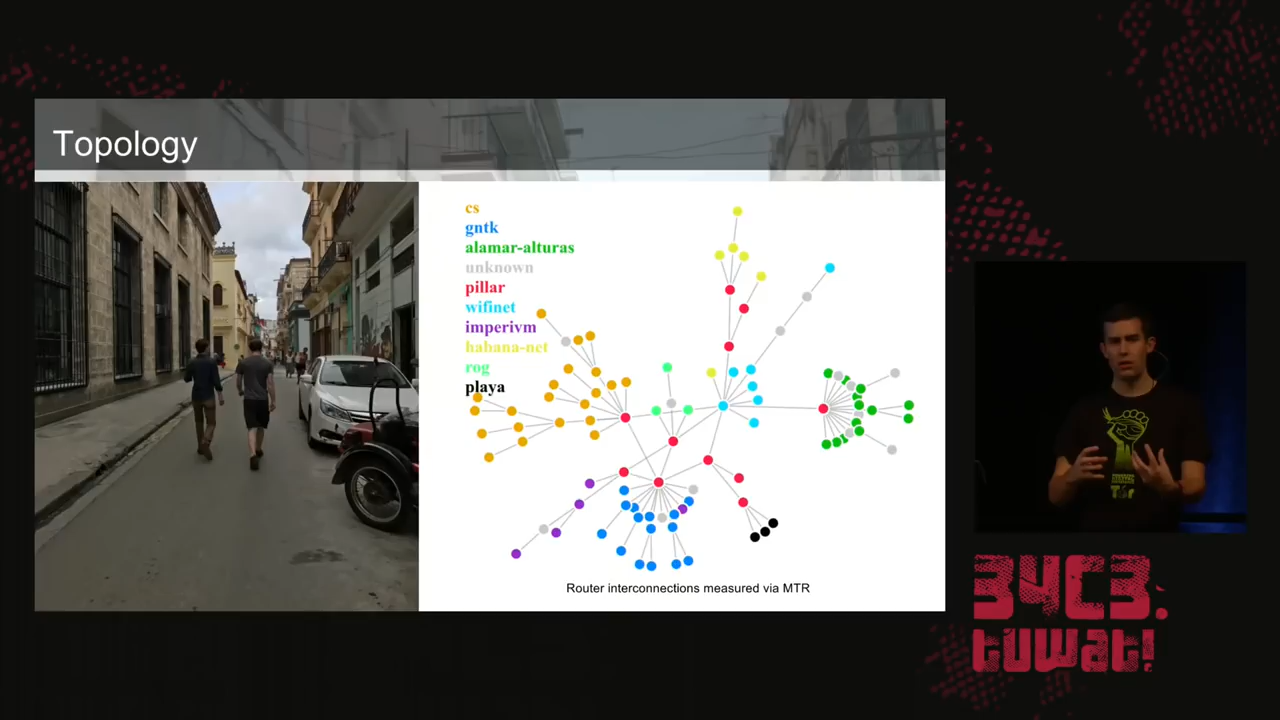 Topology
cs
gntk
alamar-alturas
unknown
pillar
wifinet
imperivm
habana-net
rog
playa
Router interconnections measured via MTR
34C3.
tuwat!